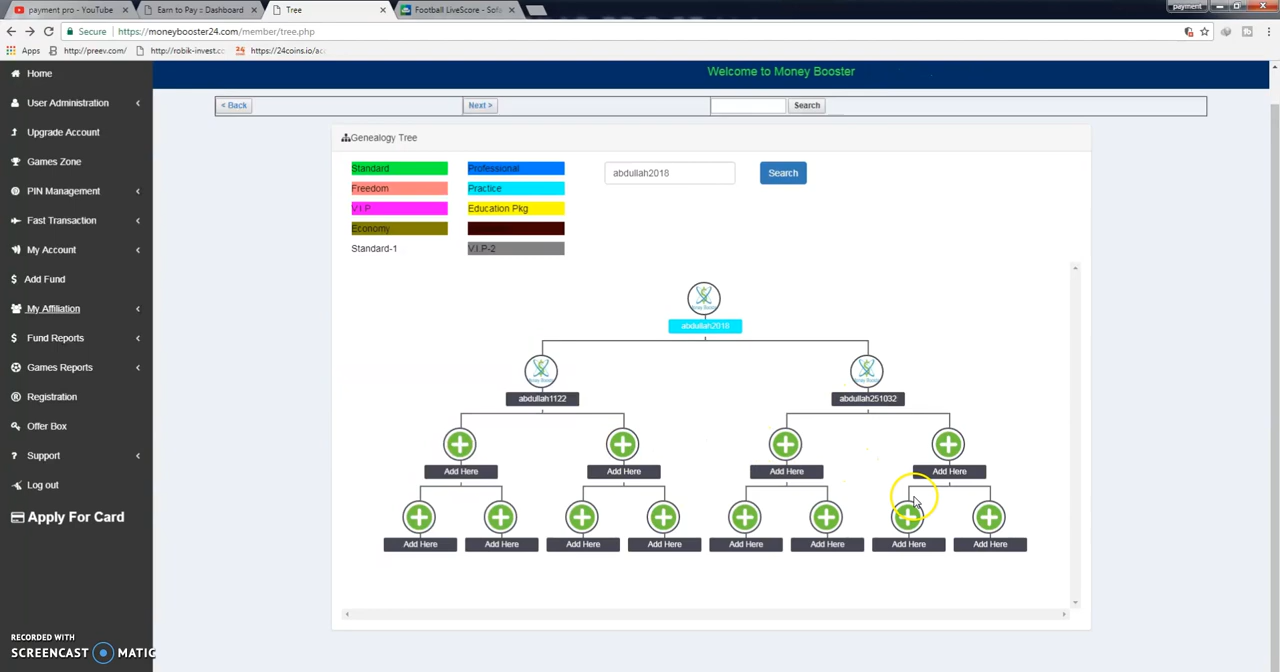 payment pro - YouTube
Earn to Pay :: Dashboard
Tree
Football LiveScore - Sofa
payment
Secure
https://moneybooster24.com/member/tree.php
Apps
http://preev.com/
http://robik-invest.c
https://24coins.io/ac
Home
User Administration
Upgrade Account
Games Zone
PIN Management
Fast Transaction
My Account
Add Fund
My Affiliation
Fund Reports
Games Reports
Registration
Offer Box
Support
Log out
Apply For Card
RECORDED WITH
SCREENCAST MATIC
Welcome to Money Booster
< Back
Next >
Search
Genealogy Tree
Standard
Professional
abdullah2018
Search
Freedom
Practice
V.I.P
Education Pkg
Economy
Standard-1
V.I.P-2
abdullah2018
abdullah1122
abdullah251032
Add Here
Add Here
Add Here
Add Here
Add Here
Add Here
Add Here
Add Here
Add Here
Add Here
Add Here
Add Here